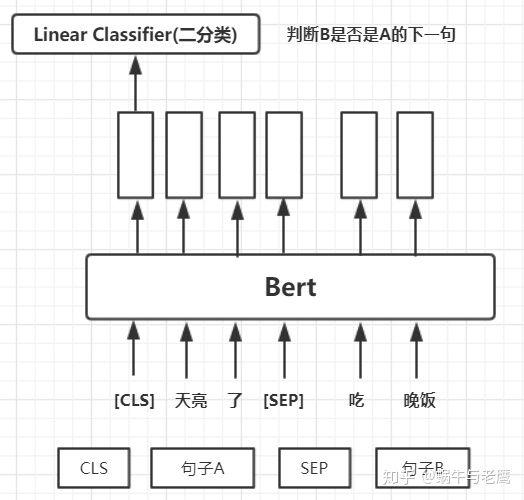 Linear Classifier(二分类) 判断B是否是A的下一句
Bert
[CLS] 天亮 了 [SEP] 吃 晚饭
CLS 句子A SEP 句子B
知乎 @蜗牛与老鹰